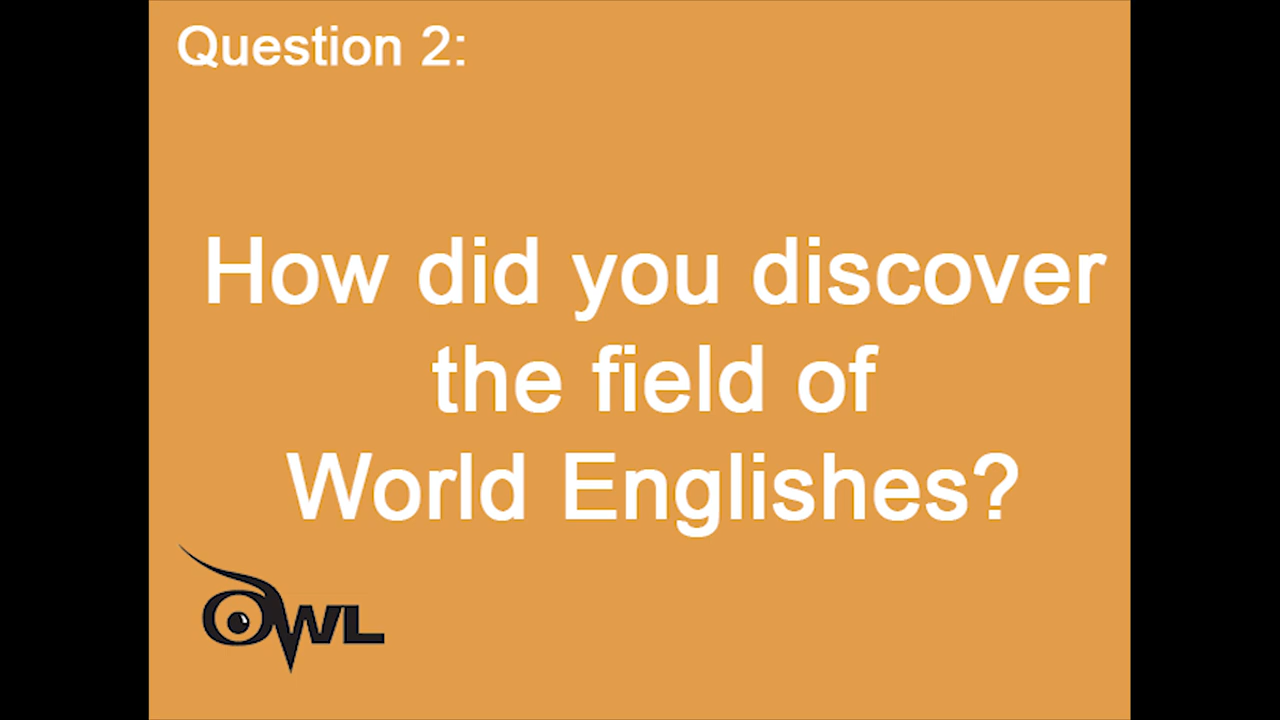 Question 2:
How did you discover
the field of
World Englishes?
OWL